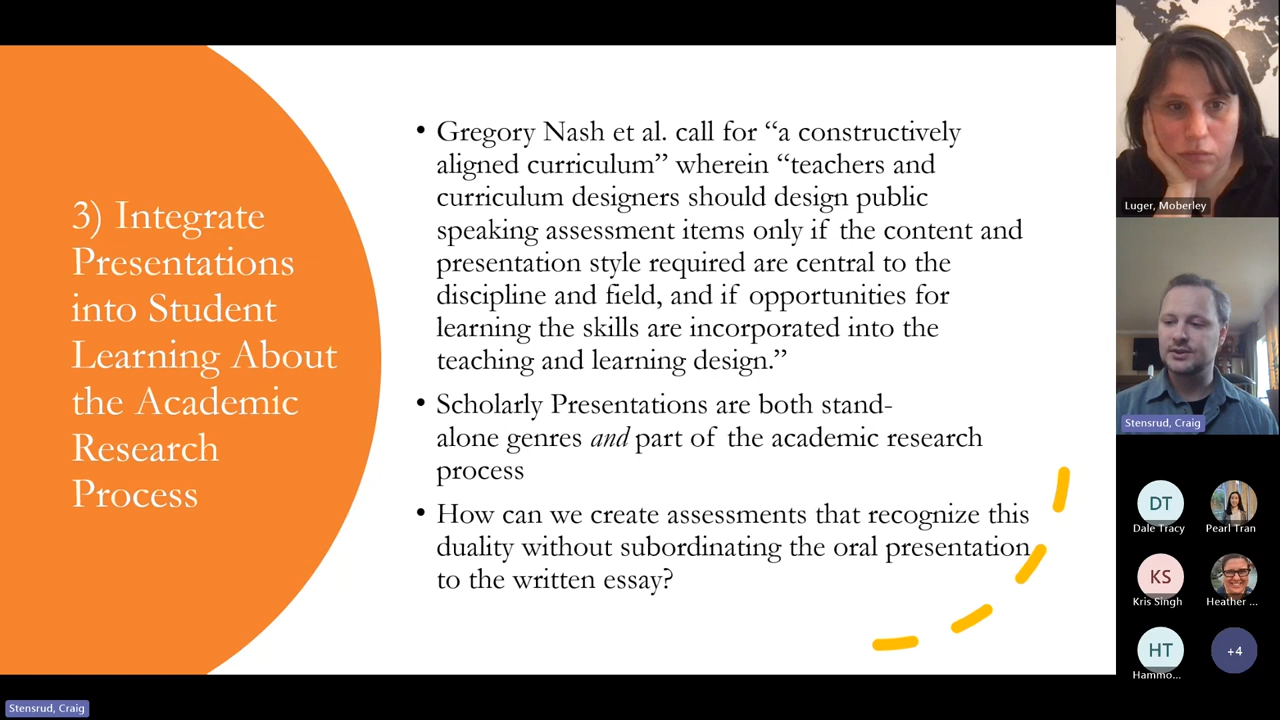 3) Integrate
Presentations
into Student
Learning About
the Academic
Research
Process
• Gregory Nash et al. call for “a constructively
aligned curriculum” wherein “teachers and
curriculum designers should design public
speaking assessment items only if the content and
presentation style required are central to the
discipline and field, and if opportunities for
learning the skills are incorporated into the
teaching and learning design.”
• Scholarly Presentations are both stand-
alone genres and part of the academic research
process
• How can we create assessments that recognize this
duality without subordinating the oral presentation
to the written essay?
Luger, Moberley
Stensrud, Craig
DT
Dale Tracy
Pearl Tran
KS
Kris Singh
Heather ...
HT
Hammo...
+4
Stensrud, Craig